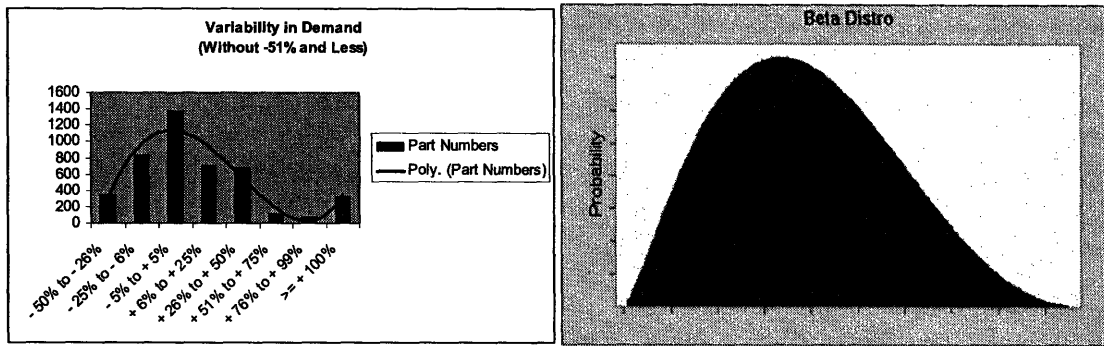 Variability in Demand
(Without -51% and Less)
1600
1400
1200
1000
800
600
400
200
0
- 50% to - 26%
-25% to - 6%
- 5% to + 5%
+ 6% to + 25%
+ 26% to + 50%
+ 51% to + 75%
+ 76% to + 99%
>= + 100%
Part Numbers
Poly. (Part Numbers)
Beta Distro
Probability